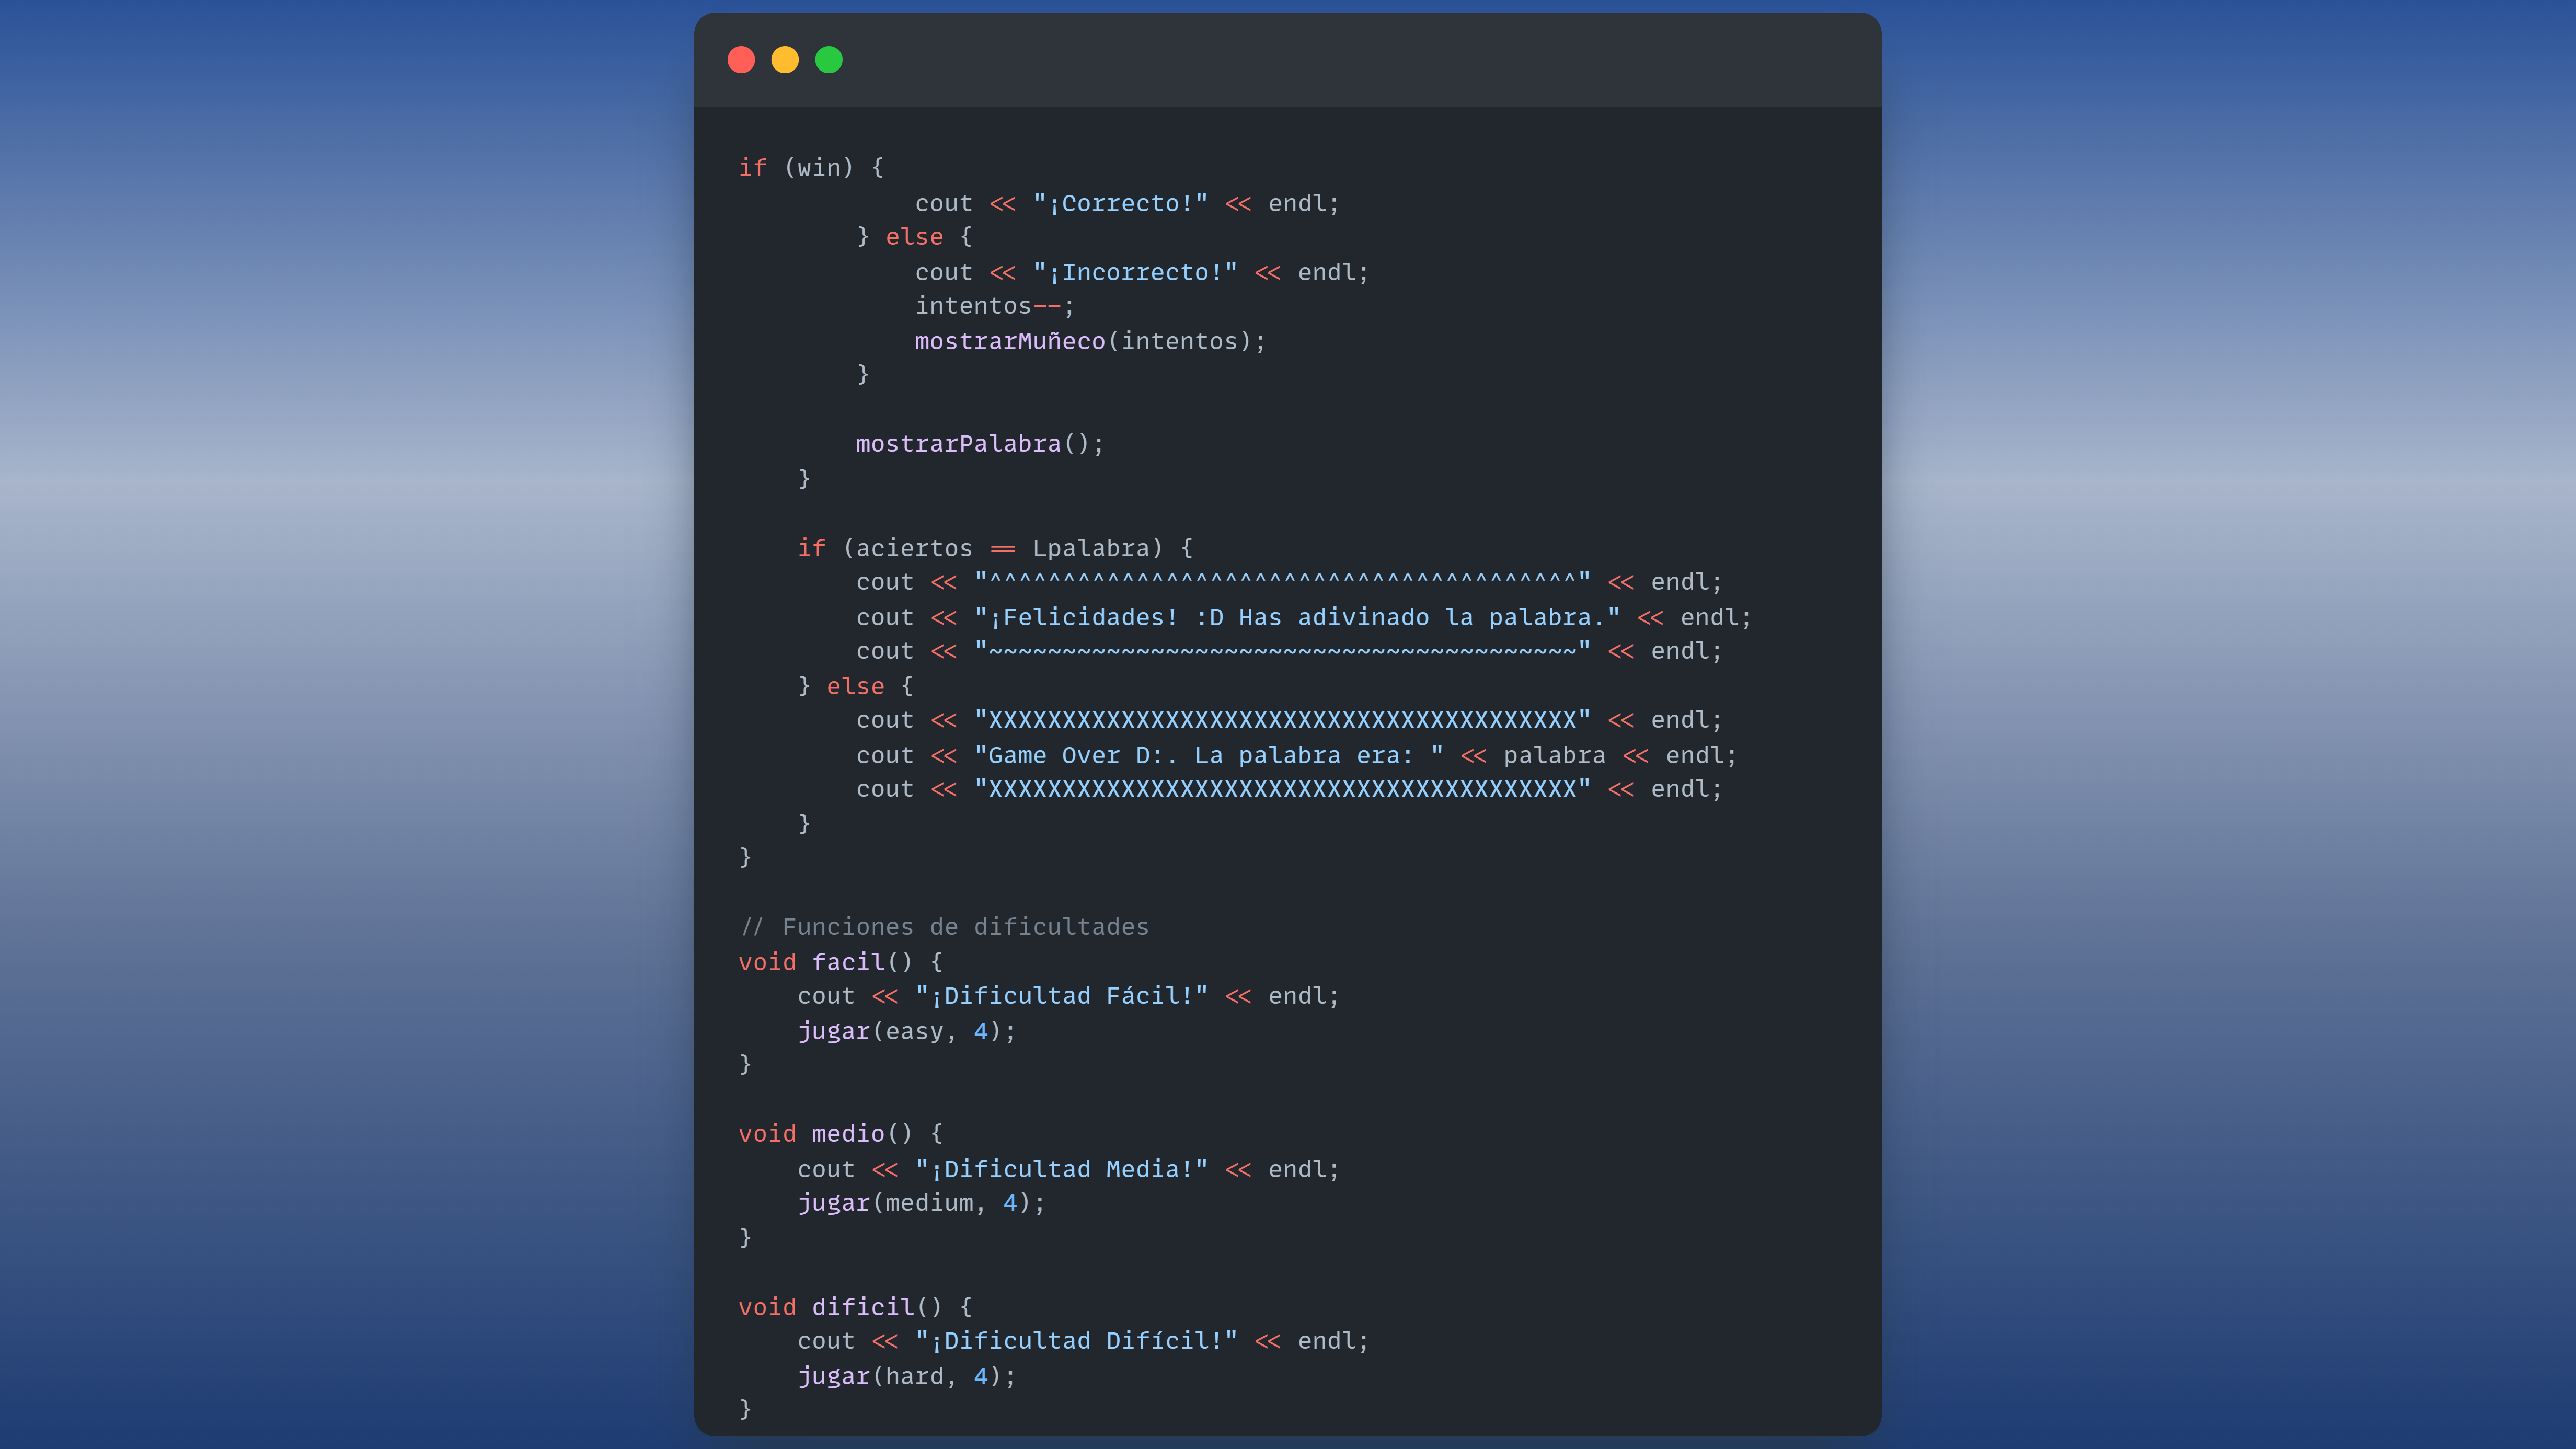 if (win) {
            cout << "¡Correcto!" << endl;
        } else {
            cout << "¡Incorrecto!" << endl;
            intentos--;
            mostrarMuñeco(intentos);
        }

        mostrarPalabra();
    }

    if (aciertos == Lpalabra) {
        cout << "^^^^^^^^^^^^^^^^^^^^^^^^^^^^^^^^^^^^^^^^" << endl;
        cout << "¡Felicidades! :D Has adivinado la palabra." << endl;
        cout << "~~~~~~~~~~~~~~~~~~~~~~~~~~~~~~~~~~~~~~~~" << endl;
    } else {
        cout << "XXXXXXXXXXXXXXXXXXXXXXXXXXXXXXXXXXXXXXXX" << endl;
        cout << "Game Over D:. La palabra era: " << palabra << endl;
        cout << "XXXXXXXXXXXXXXXXXXXXXXXXXXXXXXXXXXXXXXXX" << endl;
    }
}

// Funciones de dificultades
void facil() {
    cout << "¡Dificultad Fácil!" << endl;
    jugar(easy, 4);
}

void medio() {
    cout << "¡Dificultad Media!" << endl;
    jugar(medium, 4);
}

void dificil() {
    cout << "¡Dificultad Difícil!" << endl;
    jugar(hard, 4);
}